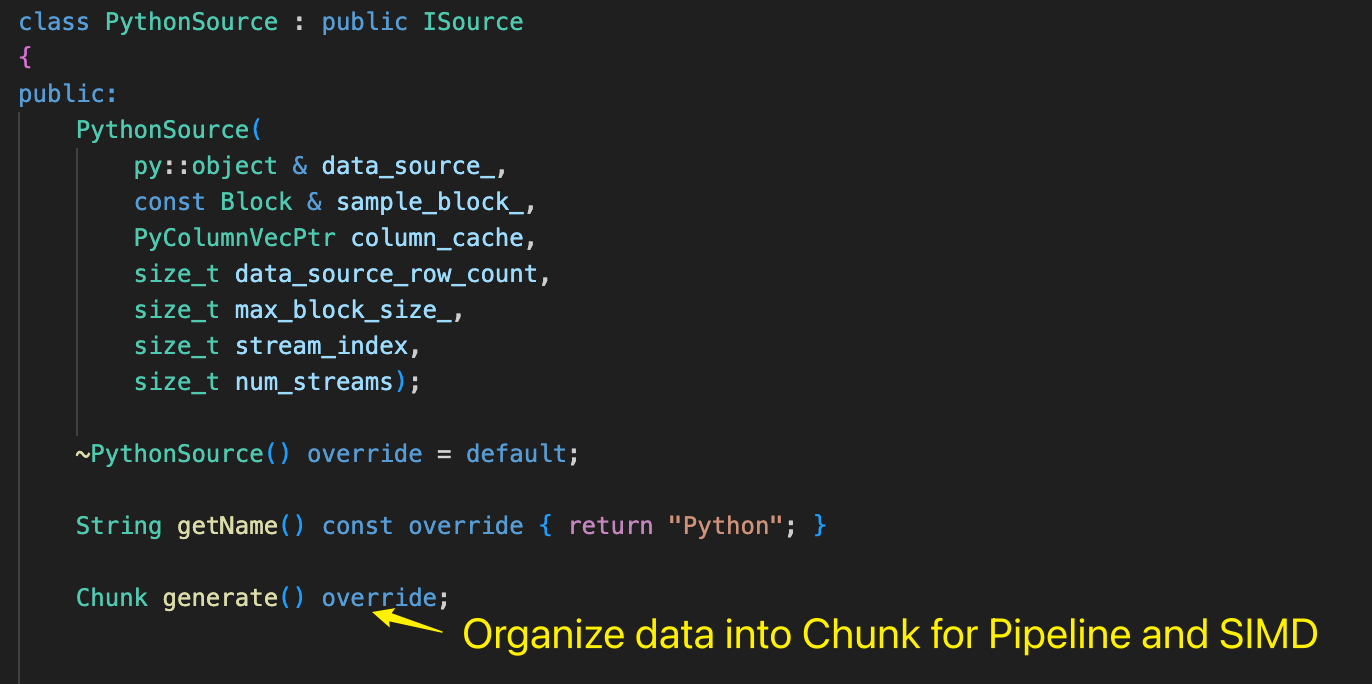 class PythonSource : public ISource
{
public:
    PythonSource(
        py::object & data_source_,
        const Block & sample_block_,
        PyColumnVecPtr column_cache,
        size_t data_source_row_count,
        size_t max_block_size_,
        size_t stream_index,
        size_t num_streams);
    ~PythonSource() override = default;
    String getName() const override { return "Python"; }
    Chunk generate() override;
Organize data into Chunk for Pipeline and SIMD